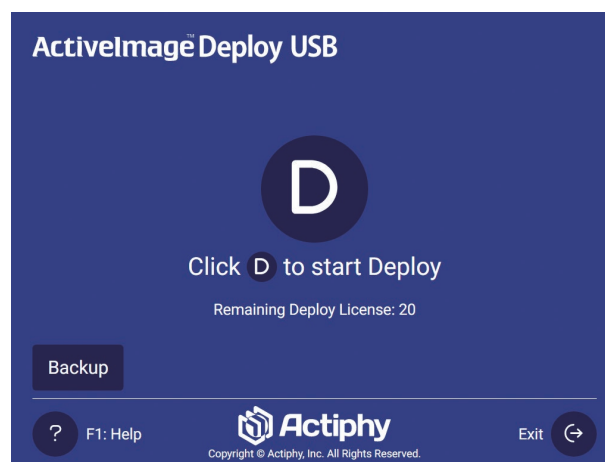 ActiveImage™ Deploy USB
D
Click D to start Deploy
Remaining Deploy License: 20
Backup
? F1: Help
Actiphy
Copyright © Actiphy, Inc. All Rights Reserved.
Exit